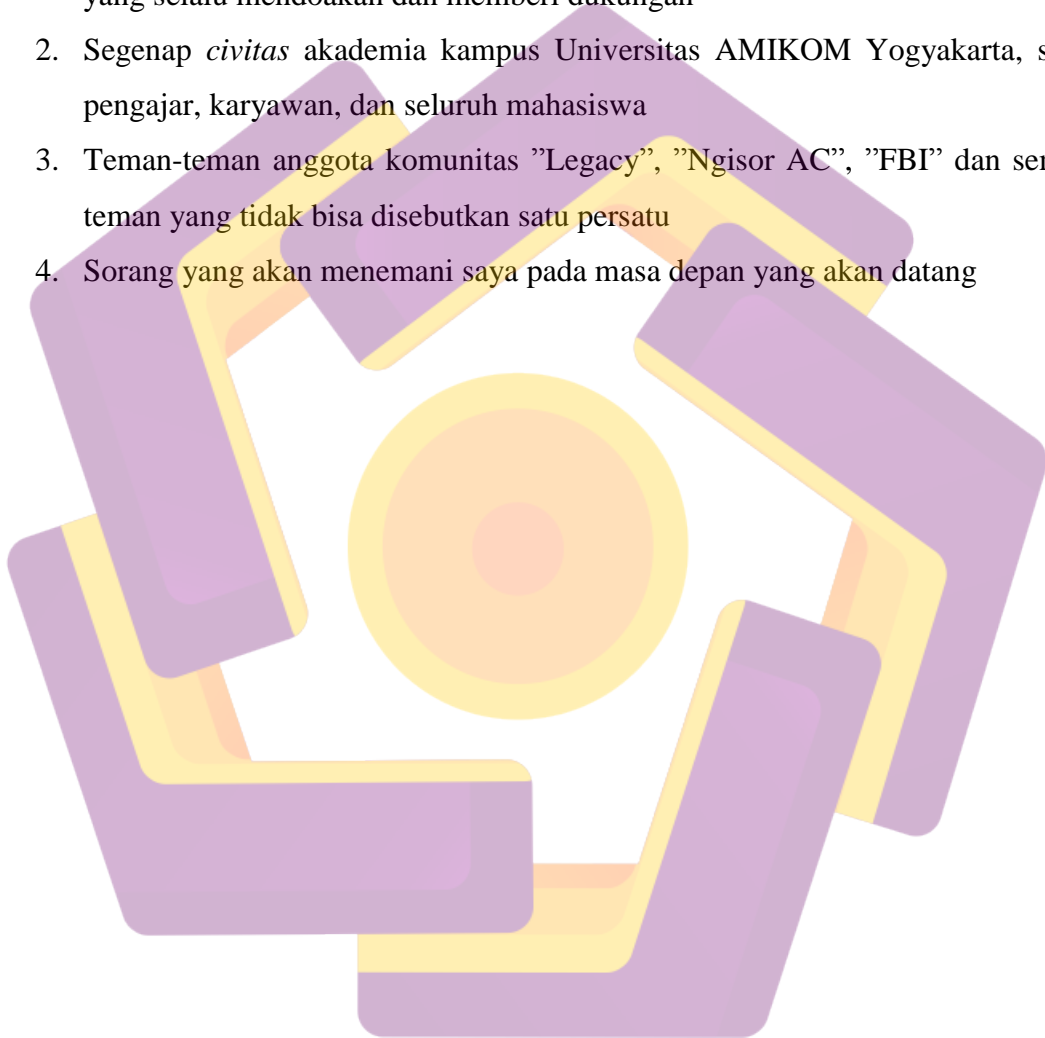 yang selalu mendoakan dan memberi dukungan
2. Segenap civitas akademia kampus Universitas AMIKOM Yogyakarta,
pengajar, karyawan, dan seluruh mahasiswa
3. Teman-teman anggota komunitas ”Legacy”, ”Ngisor AC”, ”FBI” dan
teman yang tidak bisa disebutkan satu persatu
4. Sorang yang akan menemani saya pada masa depan yang akan datang